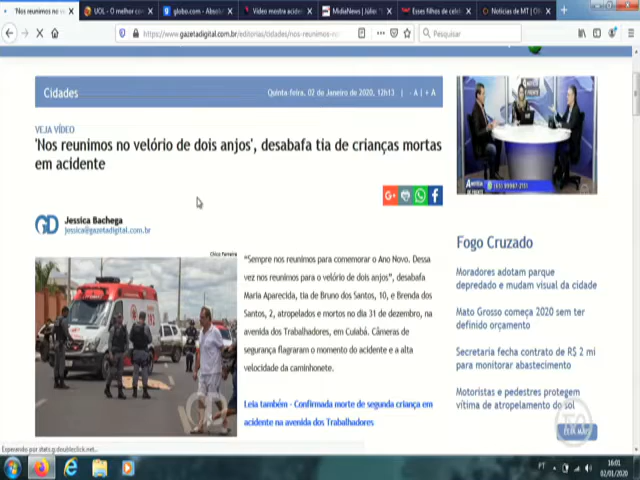 'Nos reunimos no ve
UOL - O melhor co
globo.com - Absolu
Vídeo mostra acide
MidiaNews | Júlio
Esses filhos de celeb
Notícias de MT | Ol
https://www.gazetadigital.com.br/editorias/cidades/nos-reunimos-no-
Pesquisar
Cidades
Quinta-feira, 02 de Janeiro de 2020, 12h13 | - A | + A
VEJA VÍDEO
'Nos reunimos no velório de dois anjos', desabafa tia de crianças mortas
em acidente
G+ f
GD
Jessica Bachega
jessica@gazetadigital.com.br
Chico Ferreira
"Sempre nos reunimos para comemorar o Ano Novo. Dessa
vez nos reunimos para o velório de dois anjos", desabafa
Maria Aparecida, tia de Bruno dos Santos, 10, e Brenda dos
Santos, 2, atropelados e mortos no dia 31 de dezembro, na
avenida dos Trabalhadores, em Cuiabá. Câmeras de
segurança flagraram o momento do acidente e a alta
velocidade da caminhonete.
Leia também - Confirmada morte de segunda criança em
acidente na avenida dos Trabalhadores
GD
Fogo Cruzado
Moradores adotam parque
depredado e mudam visual da cidade
Mato Grosso começa 2020 sem ter
definido orçamento
Secretaria fecha contrato de R$ 2 mi
para monitorar abastecimento
Motoristas e pedestres protegem
vítima de atropelamento do sol
Leia mais
Esperando por stats.g.doubleclick.net...
PT
16:01
02/01/2020